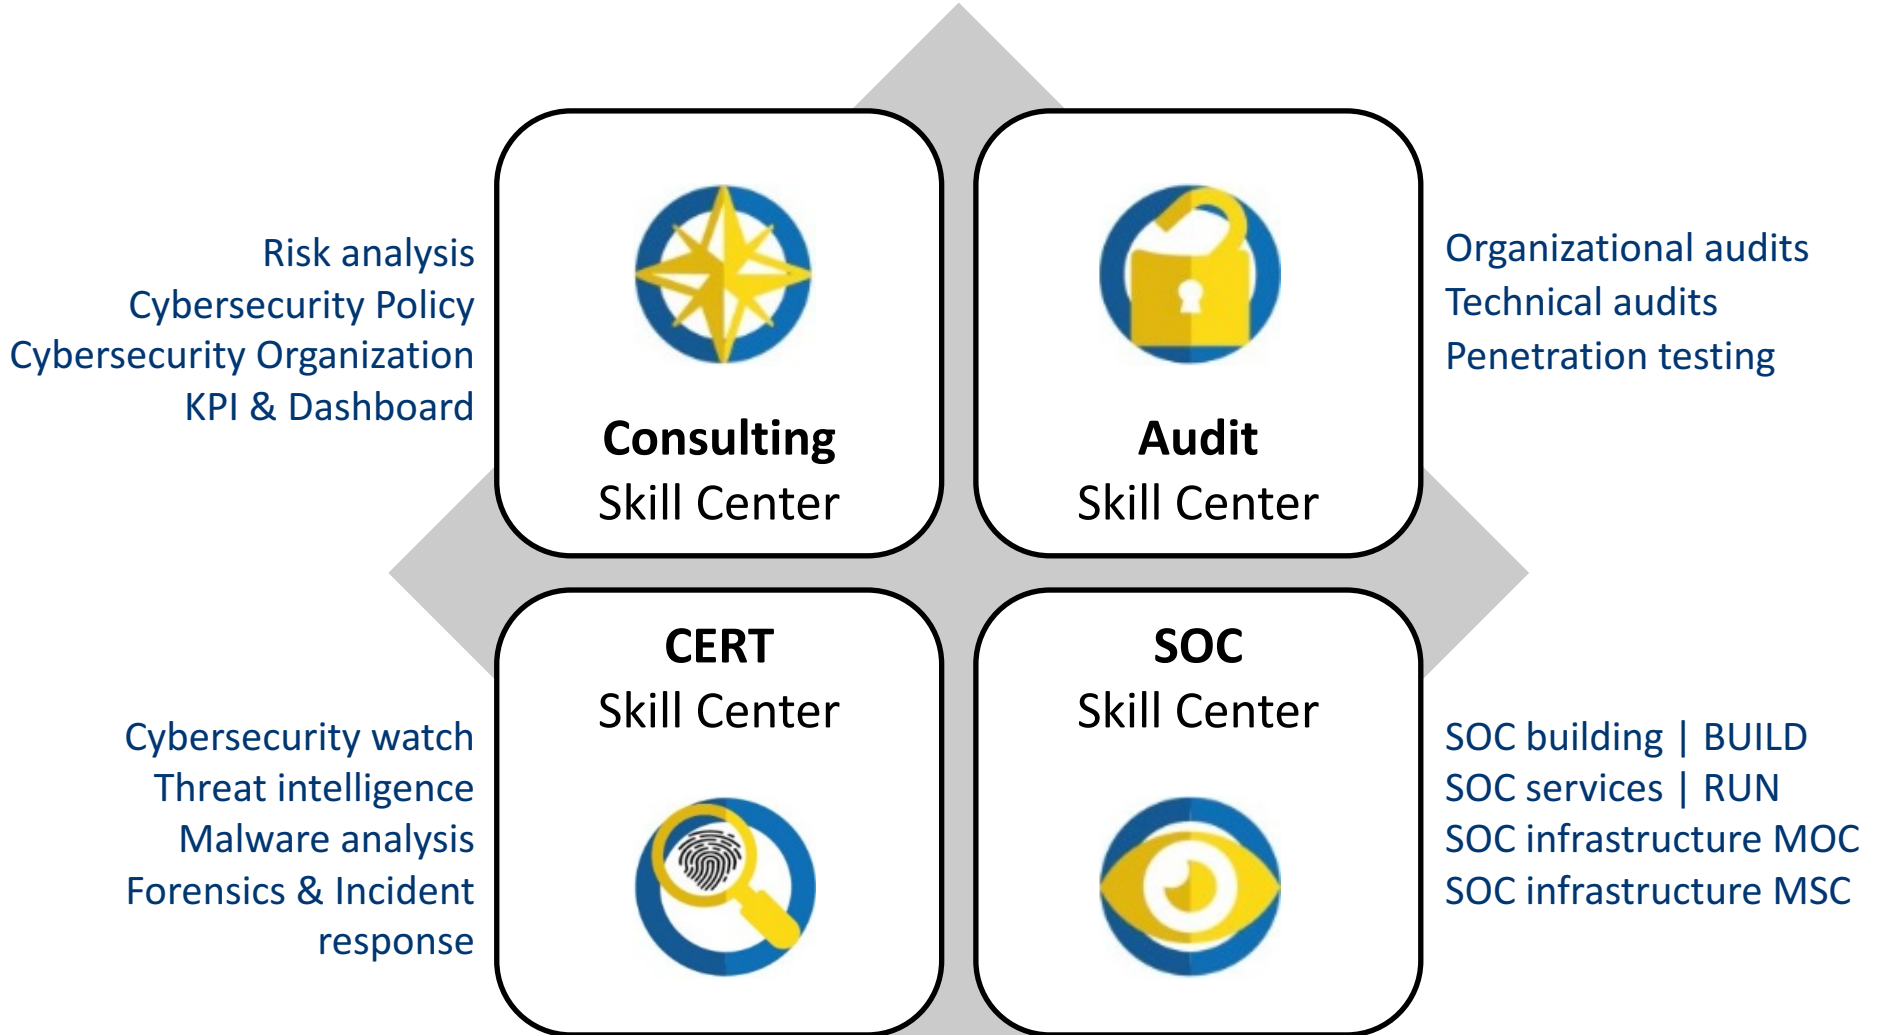 Risk analysis
Cybersecurity Policy
Cybersecurity Organization
KPI & Dashboard
Consulting
Skill Center
Audit
Skill Center
Organizational audits
Technical audits
Penetration testing
CERT
Skill Center
Cybersecurity watch
Threat intelligence
Malware analysis
Forensics & Incident
response
SOC
Skill Center
SOC building | BUILD
SOC services | RUN
SOC infrastructure MOC
SOC infrastructure MSC